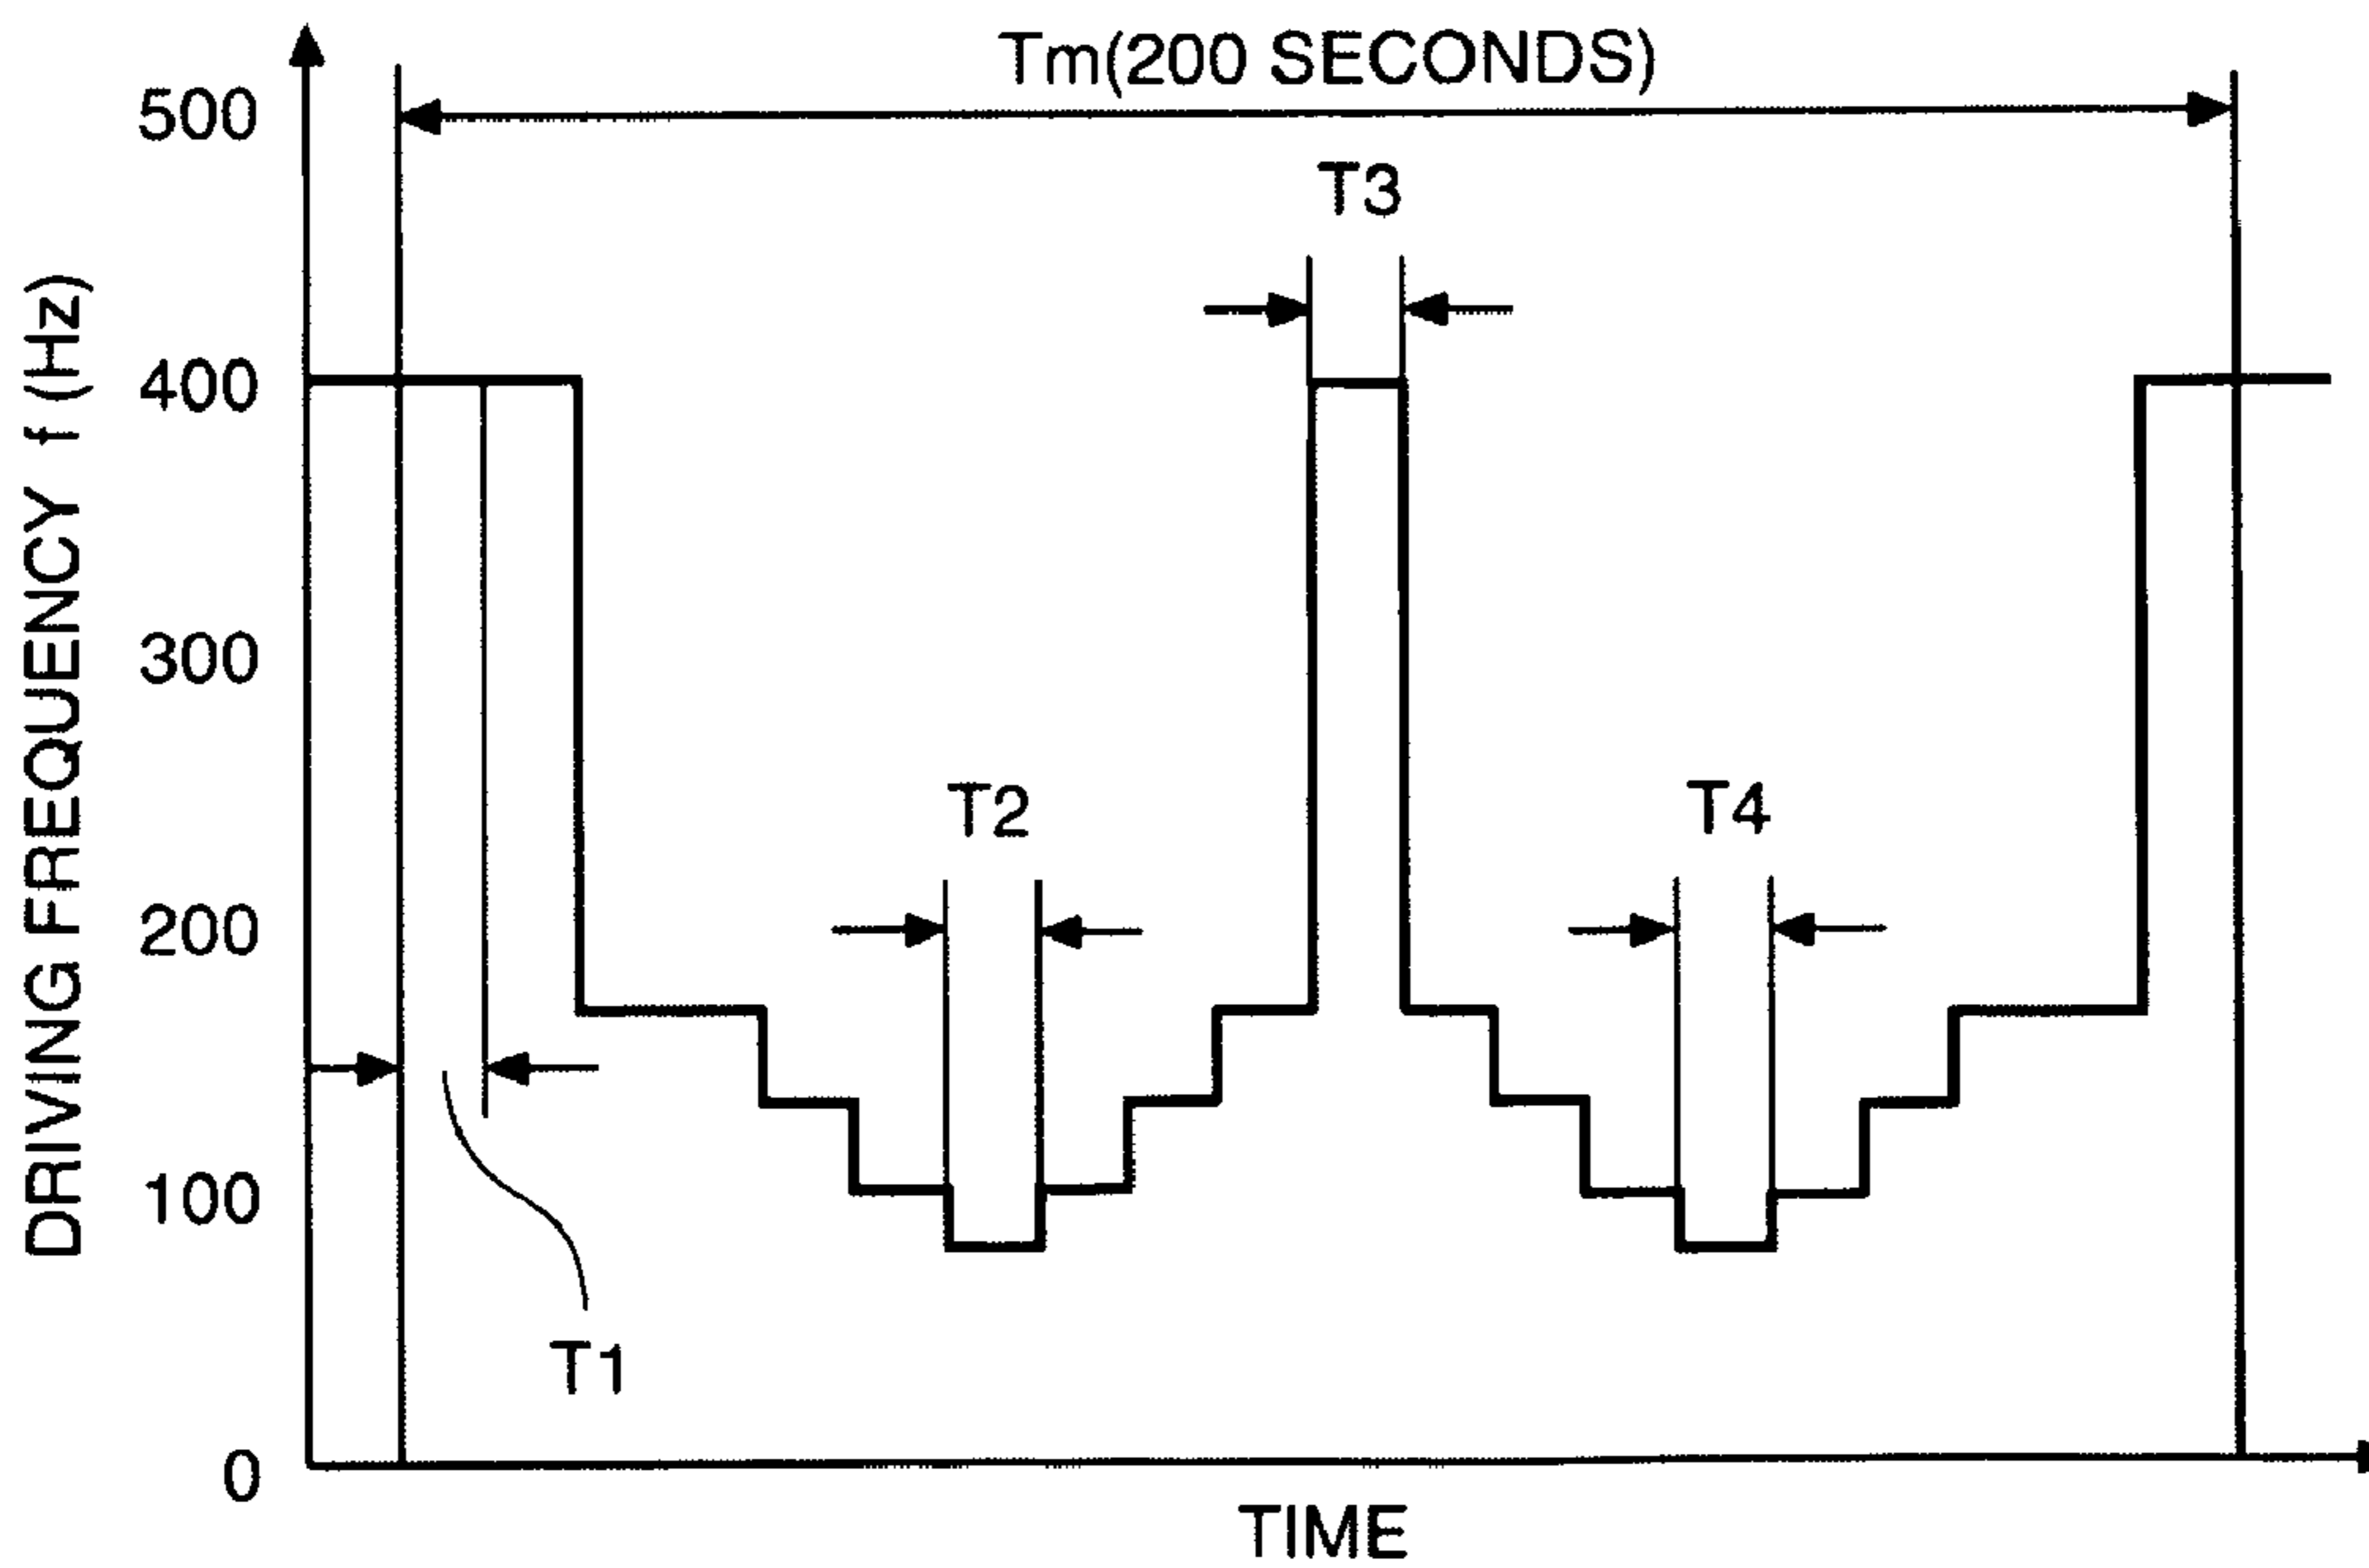 Tm(200 SECONDS)
500
T3
400
DRIVING FREQUENCY f (Hz)
300
T2
T4
200
100
T1
0
TIME